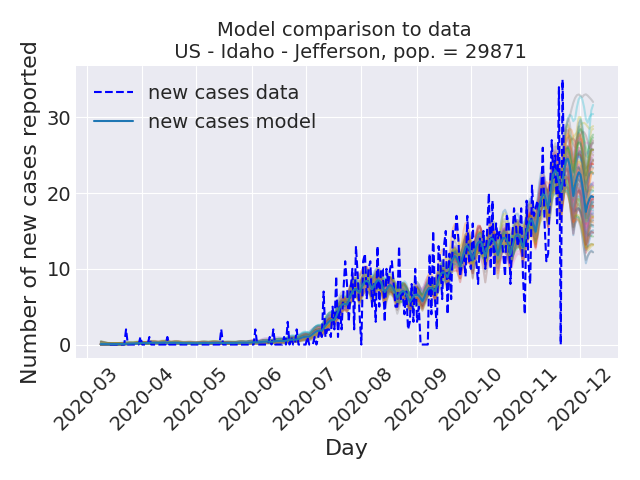 Model comparison to data
US - Idaho - Jefferson, pop. = 29871
new cases data
new cases model
Number of new cases reported
30
20
10
0
2020-03
2020-04
2020-05
2020-06
2020-07
2020-08
2020-09
2020-10
2020-11
2020-12
Day